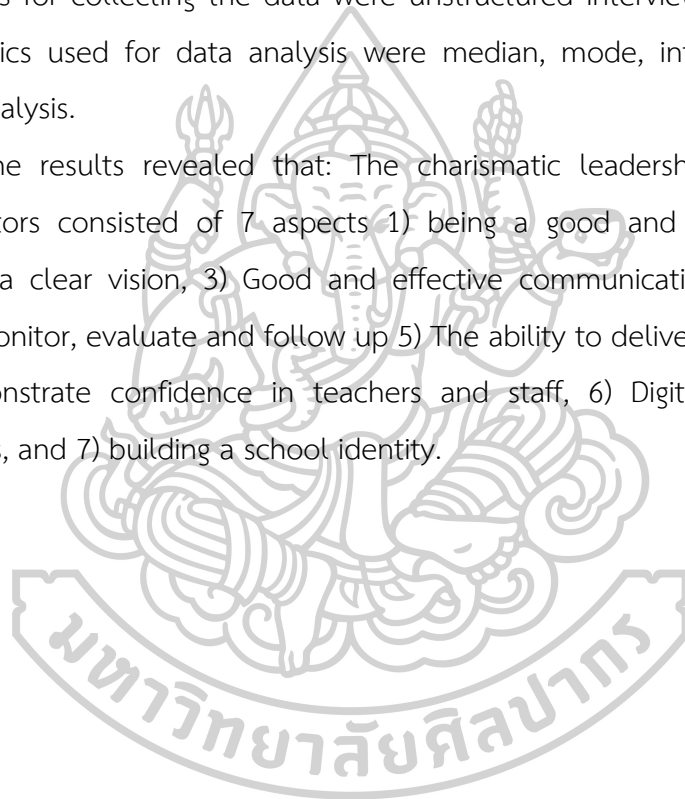 s for collecting the data were unstructured interview
ics used for data analysis were median, mode, int
alysis.
ne results revealed that: The charismatic leadersh
tors consisted of 7 aspects 1) being a good and
a clear vision, 3) Good and effective communicati
onitor, evaluate and follow up 5) The ability to delive
onstrate confidence in teachers and staff, 6) Digit
s, and 7) building a school identity.
มหาวิทยาลัยศิลปากร